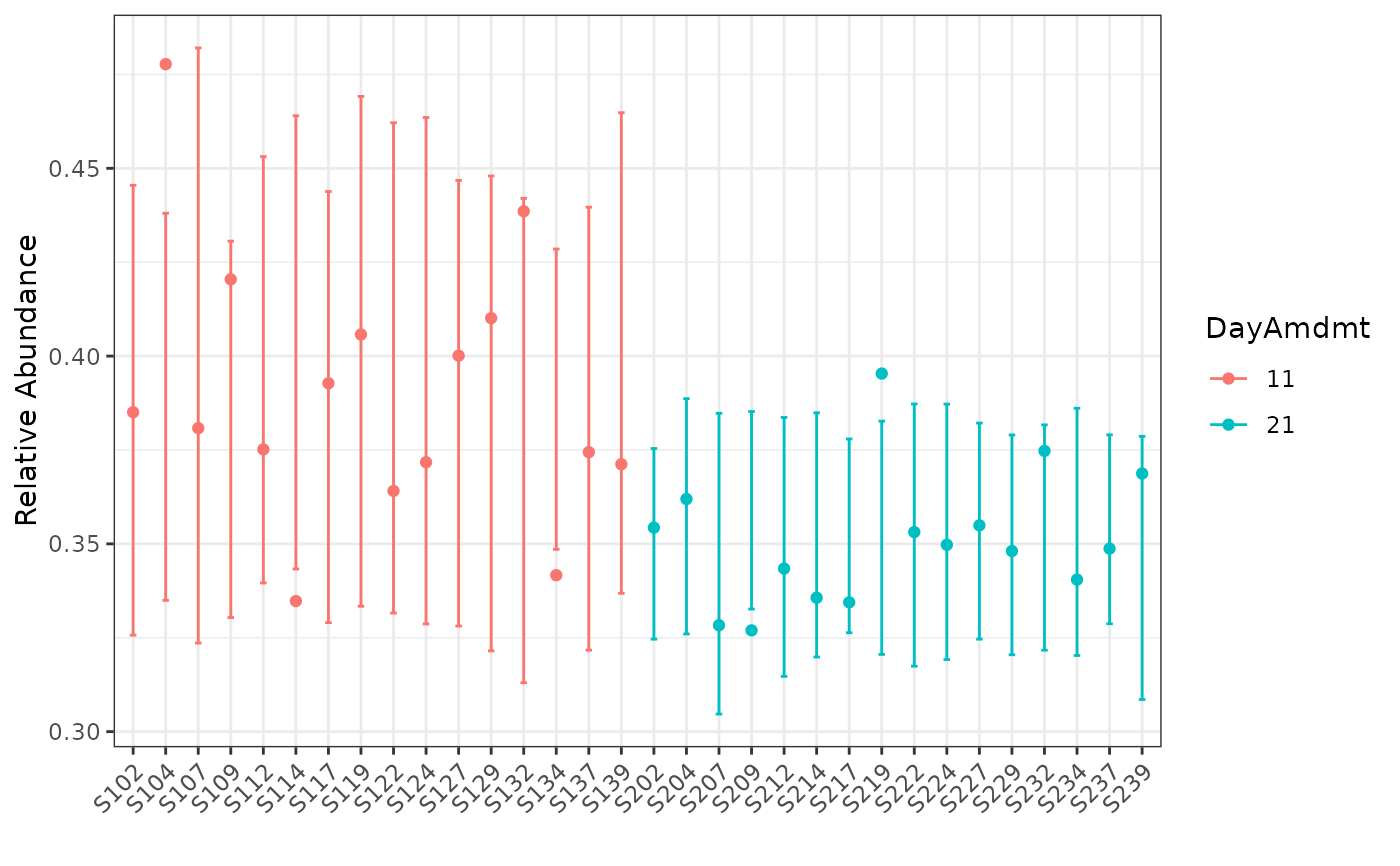 Relative Abundance
0.45
0.40
0.35
0.30
S102
S104
S107
S109
S112
S114
S117
S119
S122
S124
S127
S129
S132
S134
S137
S139
S202
S204
S207
S209
S212
S214
S217
S219
S222
S224
S227
S229
S232
S234
S237
S239
DayAmdmt
11
21